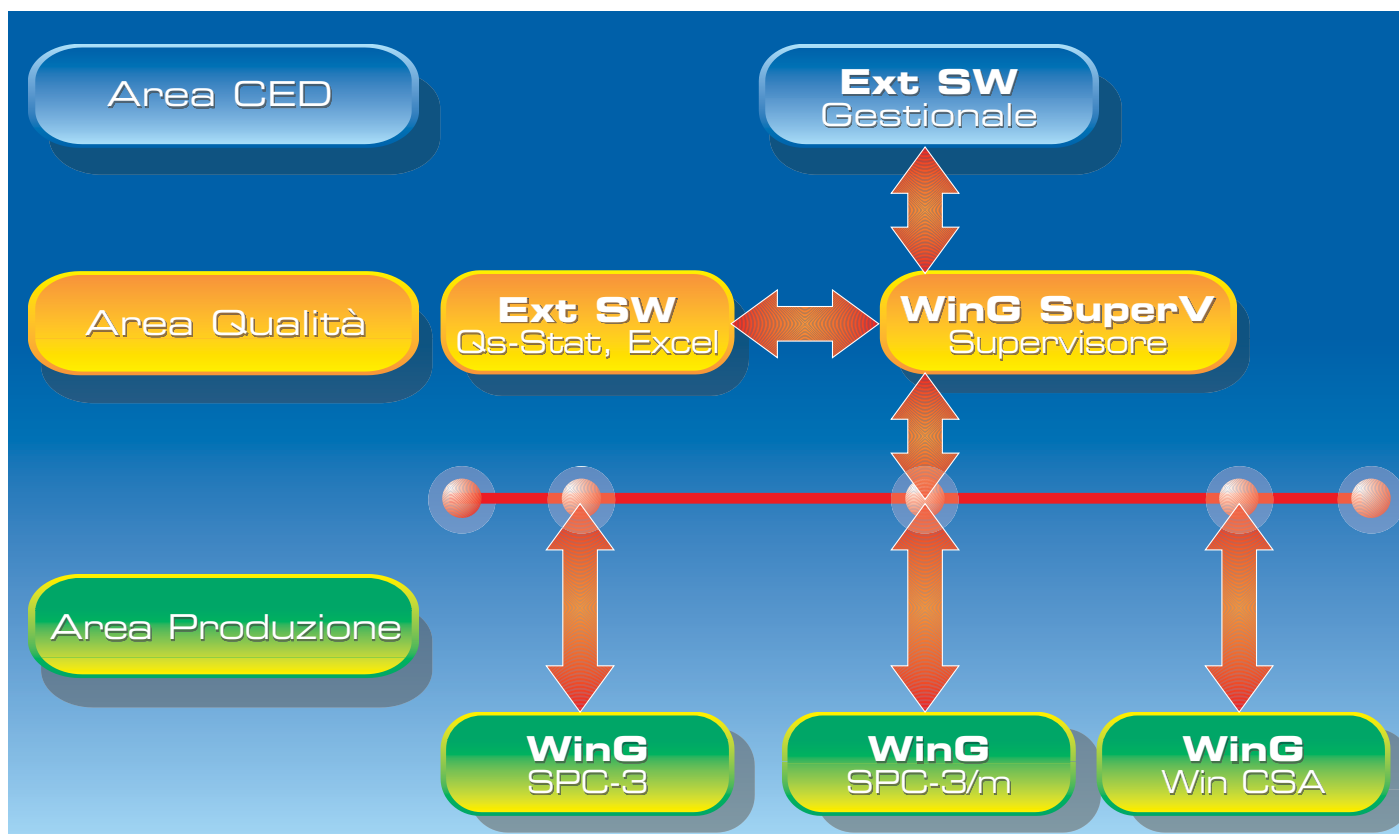 Area CED
Ext SW
Gestionale
Area Qualità
Ext SW
Qs-Stat, Excel
WinG SuperV
Supervisore
Area Produzione
WinG
SPC-3
WinG
SPC-3/m
WinG
Win CSA